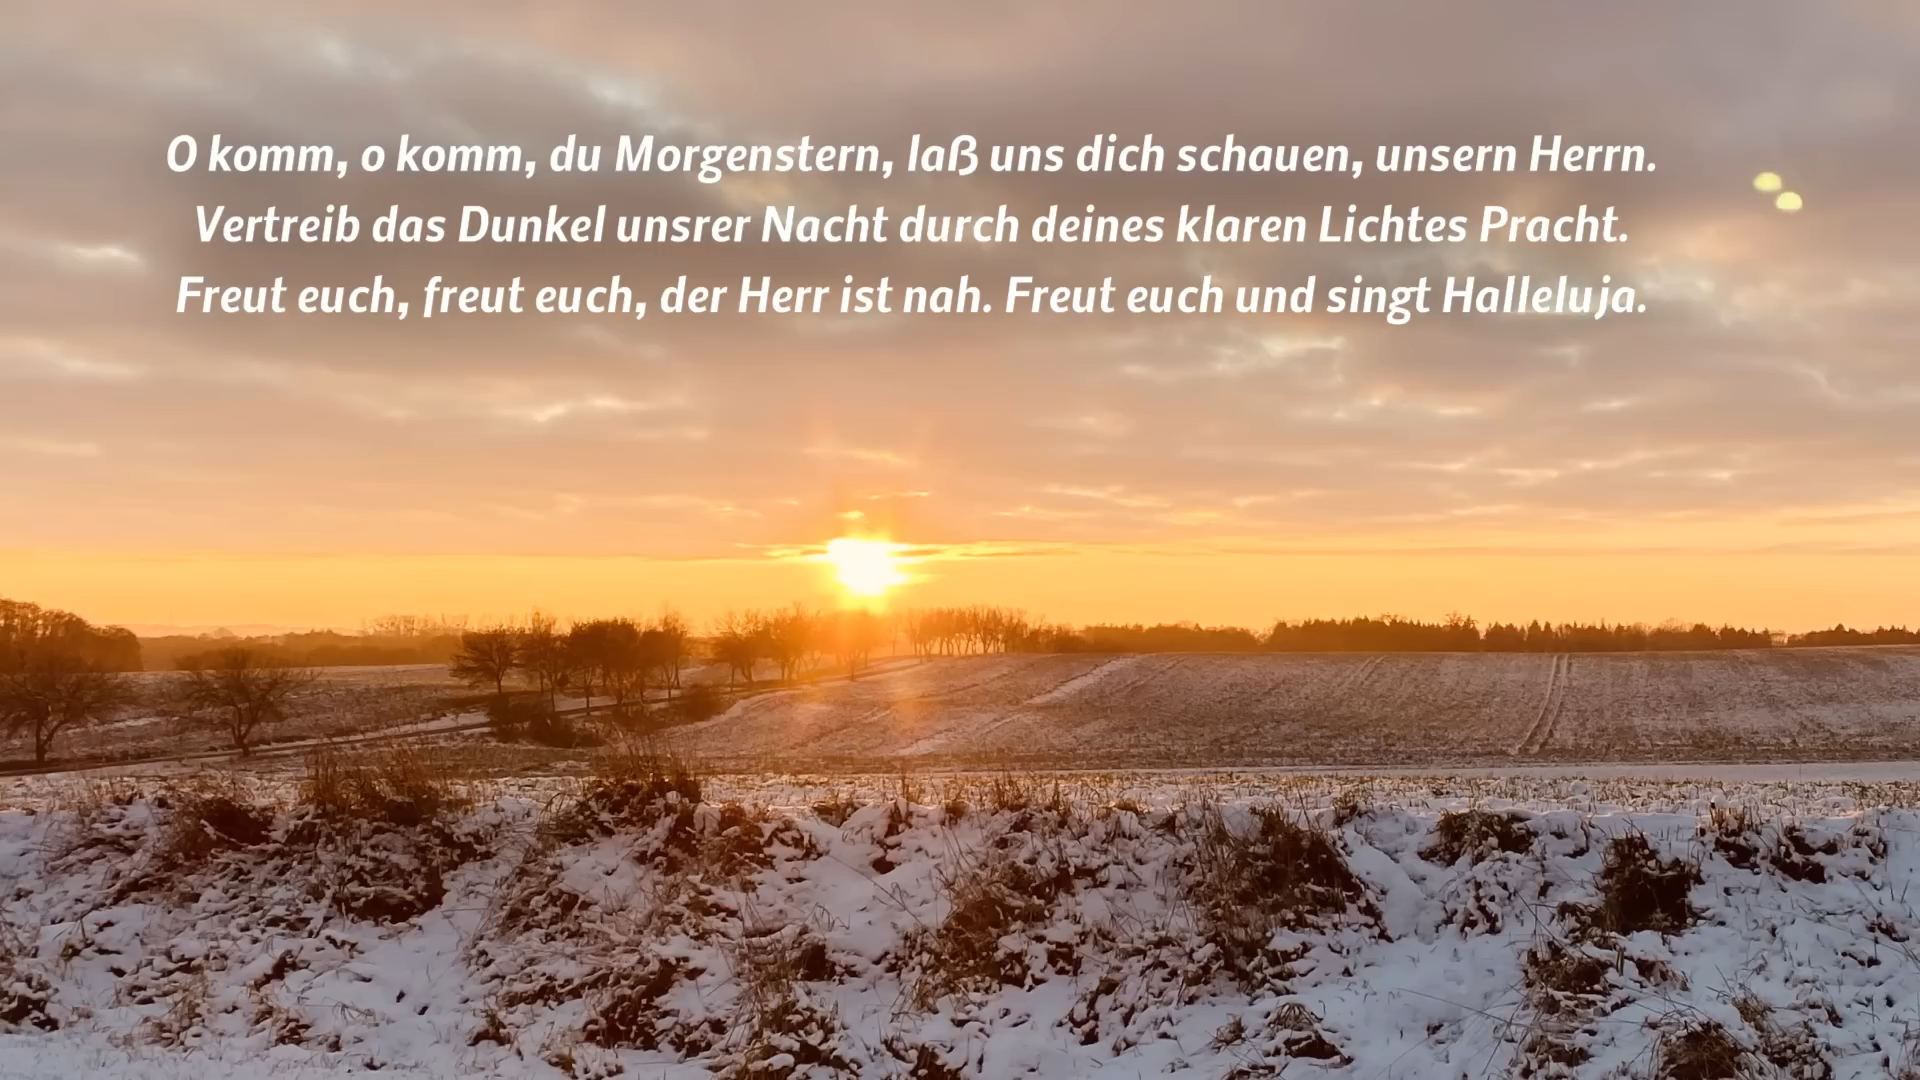 O komm, o komm, du Morgenstern, laß uns dich schauen, unsern Herrn.
Vertreib das Dunkel unsrer Nacht durch deines klaren Lichtes Pracht.
Freut euch, freut euch, der Herr ist nah. Freut euch und singt Halleluja.